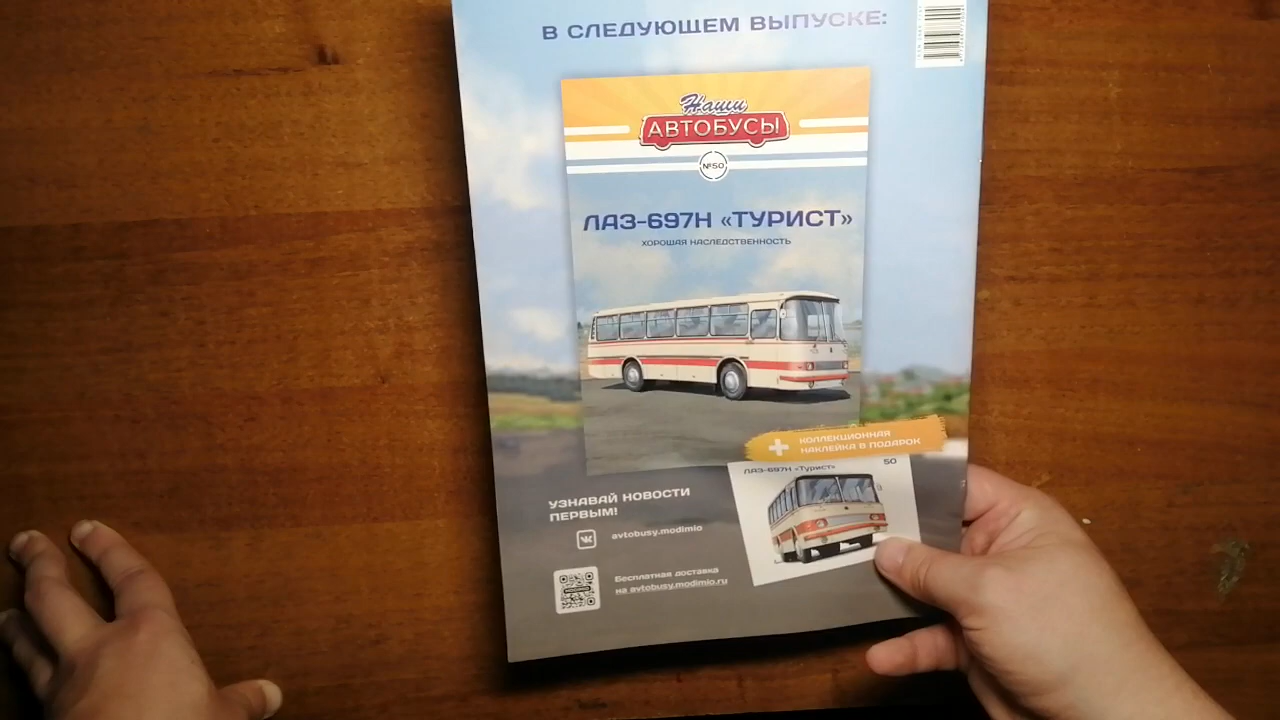 В СЛЕДУЮЩЕМ ВЫПУСКЕ:
Наши
АВТОБУСЫ
№50
ЛАЗ-697Н «ТУРИСТ»
ХОРОШАЯ НАСЛЕДСТВЕННОСТЬ
+ КОЛЛЕКЦИОННАЯ
НАКЛЕЙКА В ПОДАРОК
ЛАЗ-697Н «Турист» 50
УЗНАВАЙ НОВОСТИ
ПЕРВЫМ!
avtobusy.modimio
Бесплатная доставка
на avtobusy.modimio.ru